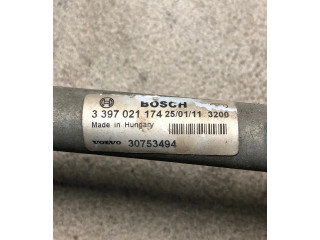 BOSCH
3 397 021 174 25/01/11 3200
Made in Hungary
VOLVO 30753494